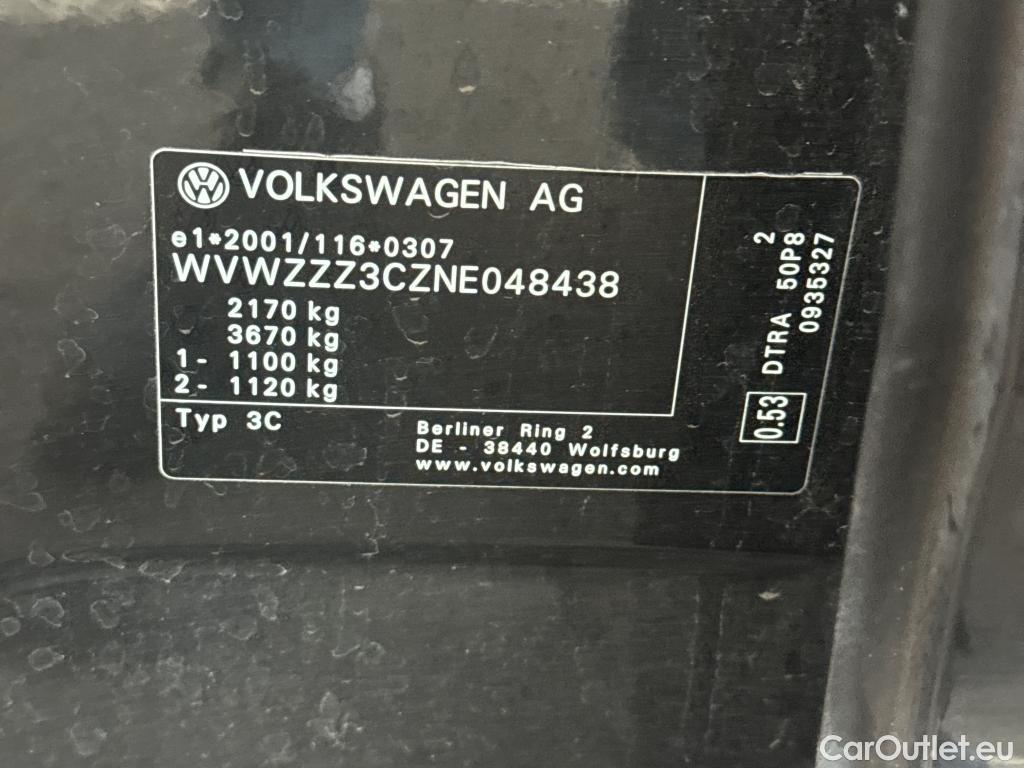 VOLKSWAGEN AG
e1*2001/116*0307
WVWZZZ3CZNE048438
2170 kg
3670 kg
1- 1100 kg
2- 1120 kg
Typ 3C
Berliner Ring 2
DE - 38440 Wolfsburg
www.volkswagen.com
2
0.53 DTRA 50P8
0935327
CarOutlet.eu